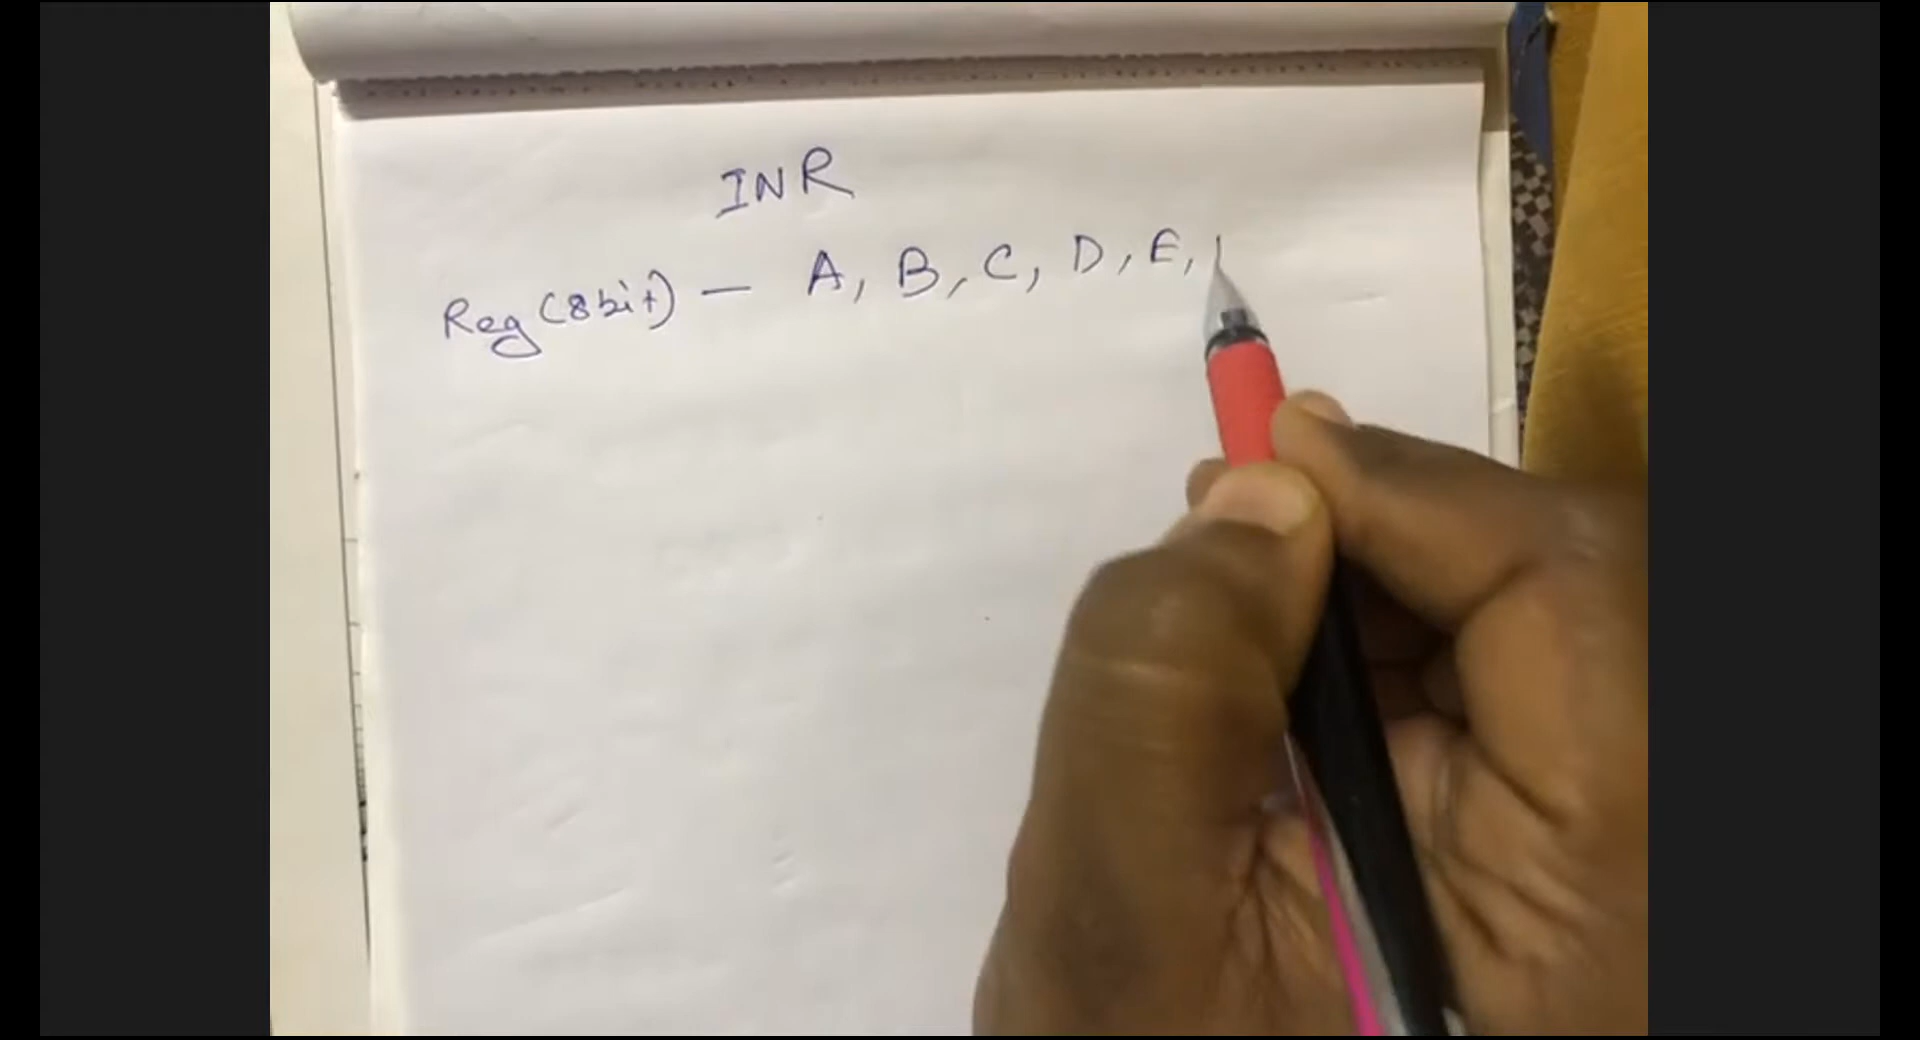 INR
Reg (8 bit) — A, B, C, D, E,